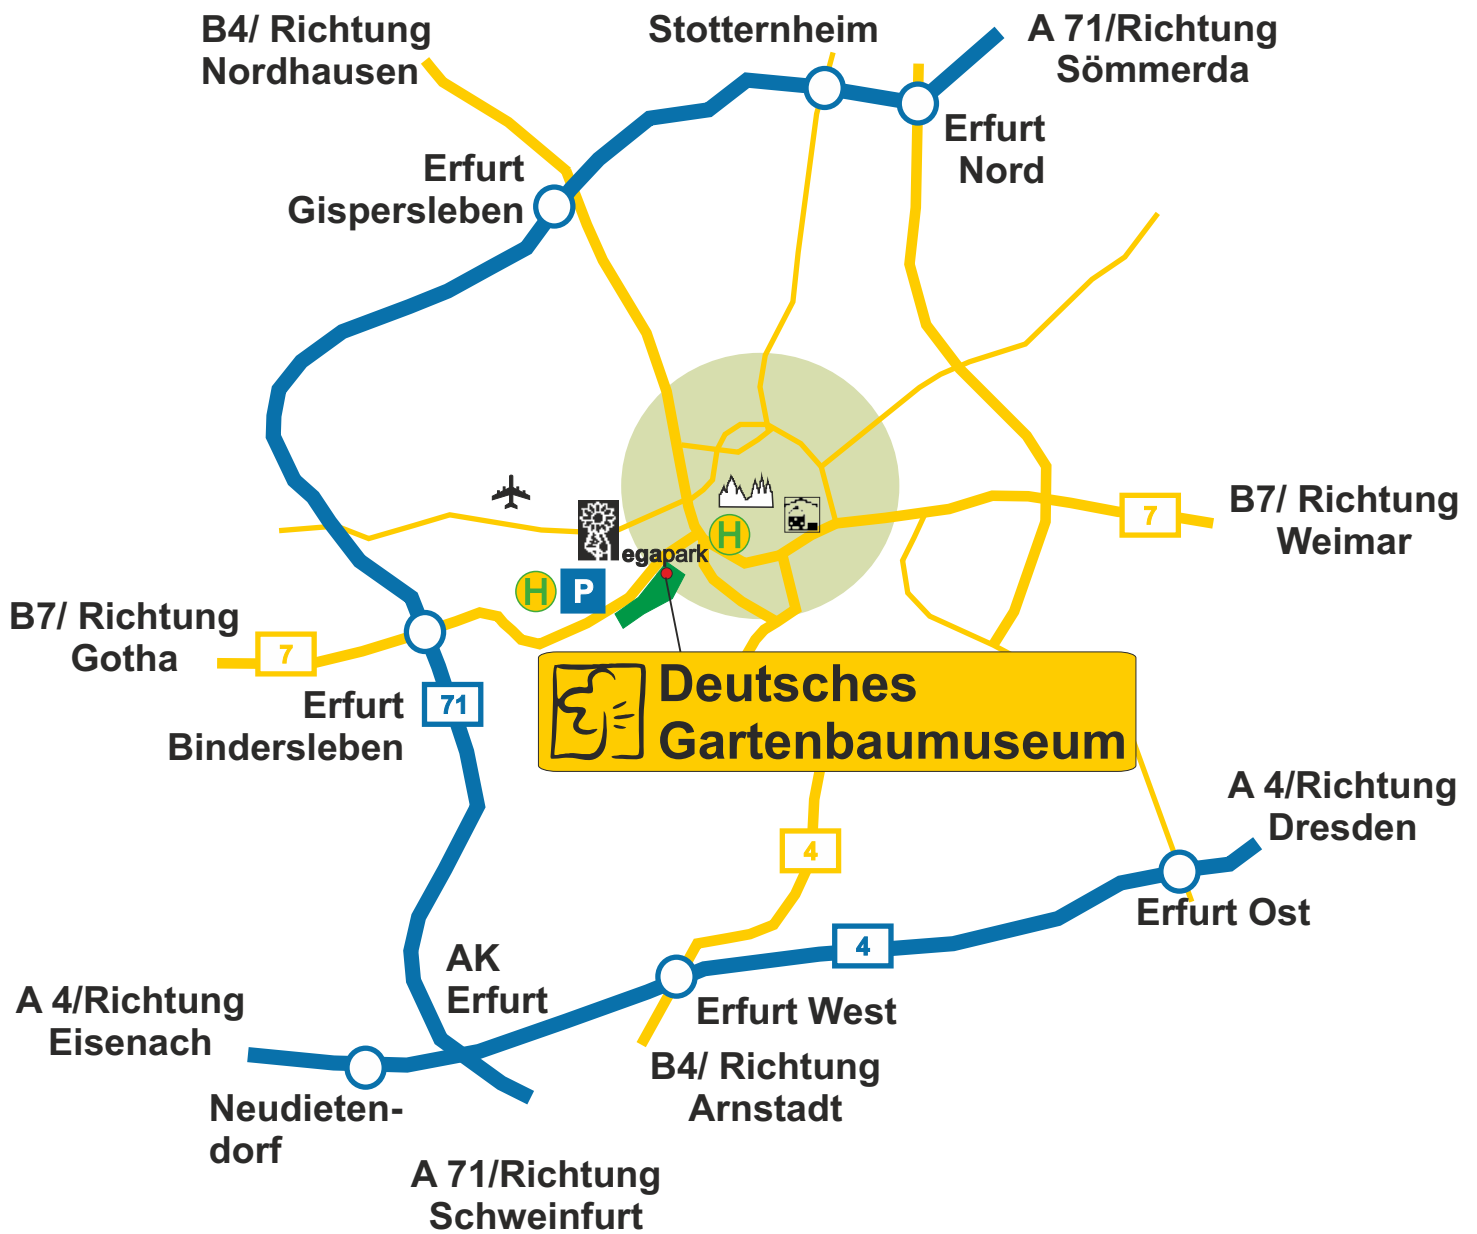 B4/ Richtung
Nordhausen
Stotternheim
A 71/Richtung
Sömmerda
Erfurt
Nord
Erfurt
Gispersleben
B7/ Richtung
Weimar
7
H
egapark
H
P
B7/ Richtung
Gotha
7
Erfurt
Bindersleben
71
Deutsches
Gartenbaumuseum
A 4/Richtung
Dresden
4
Erfurt Ost
4
AK
Erfurt
Erfurt West
A 4/Richtung
Eisenach
B4/ Richtung
Arnstadt
Neudieten-
dorf
A 71/Richtung
Schweinfurt